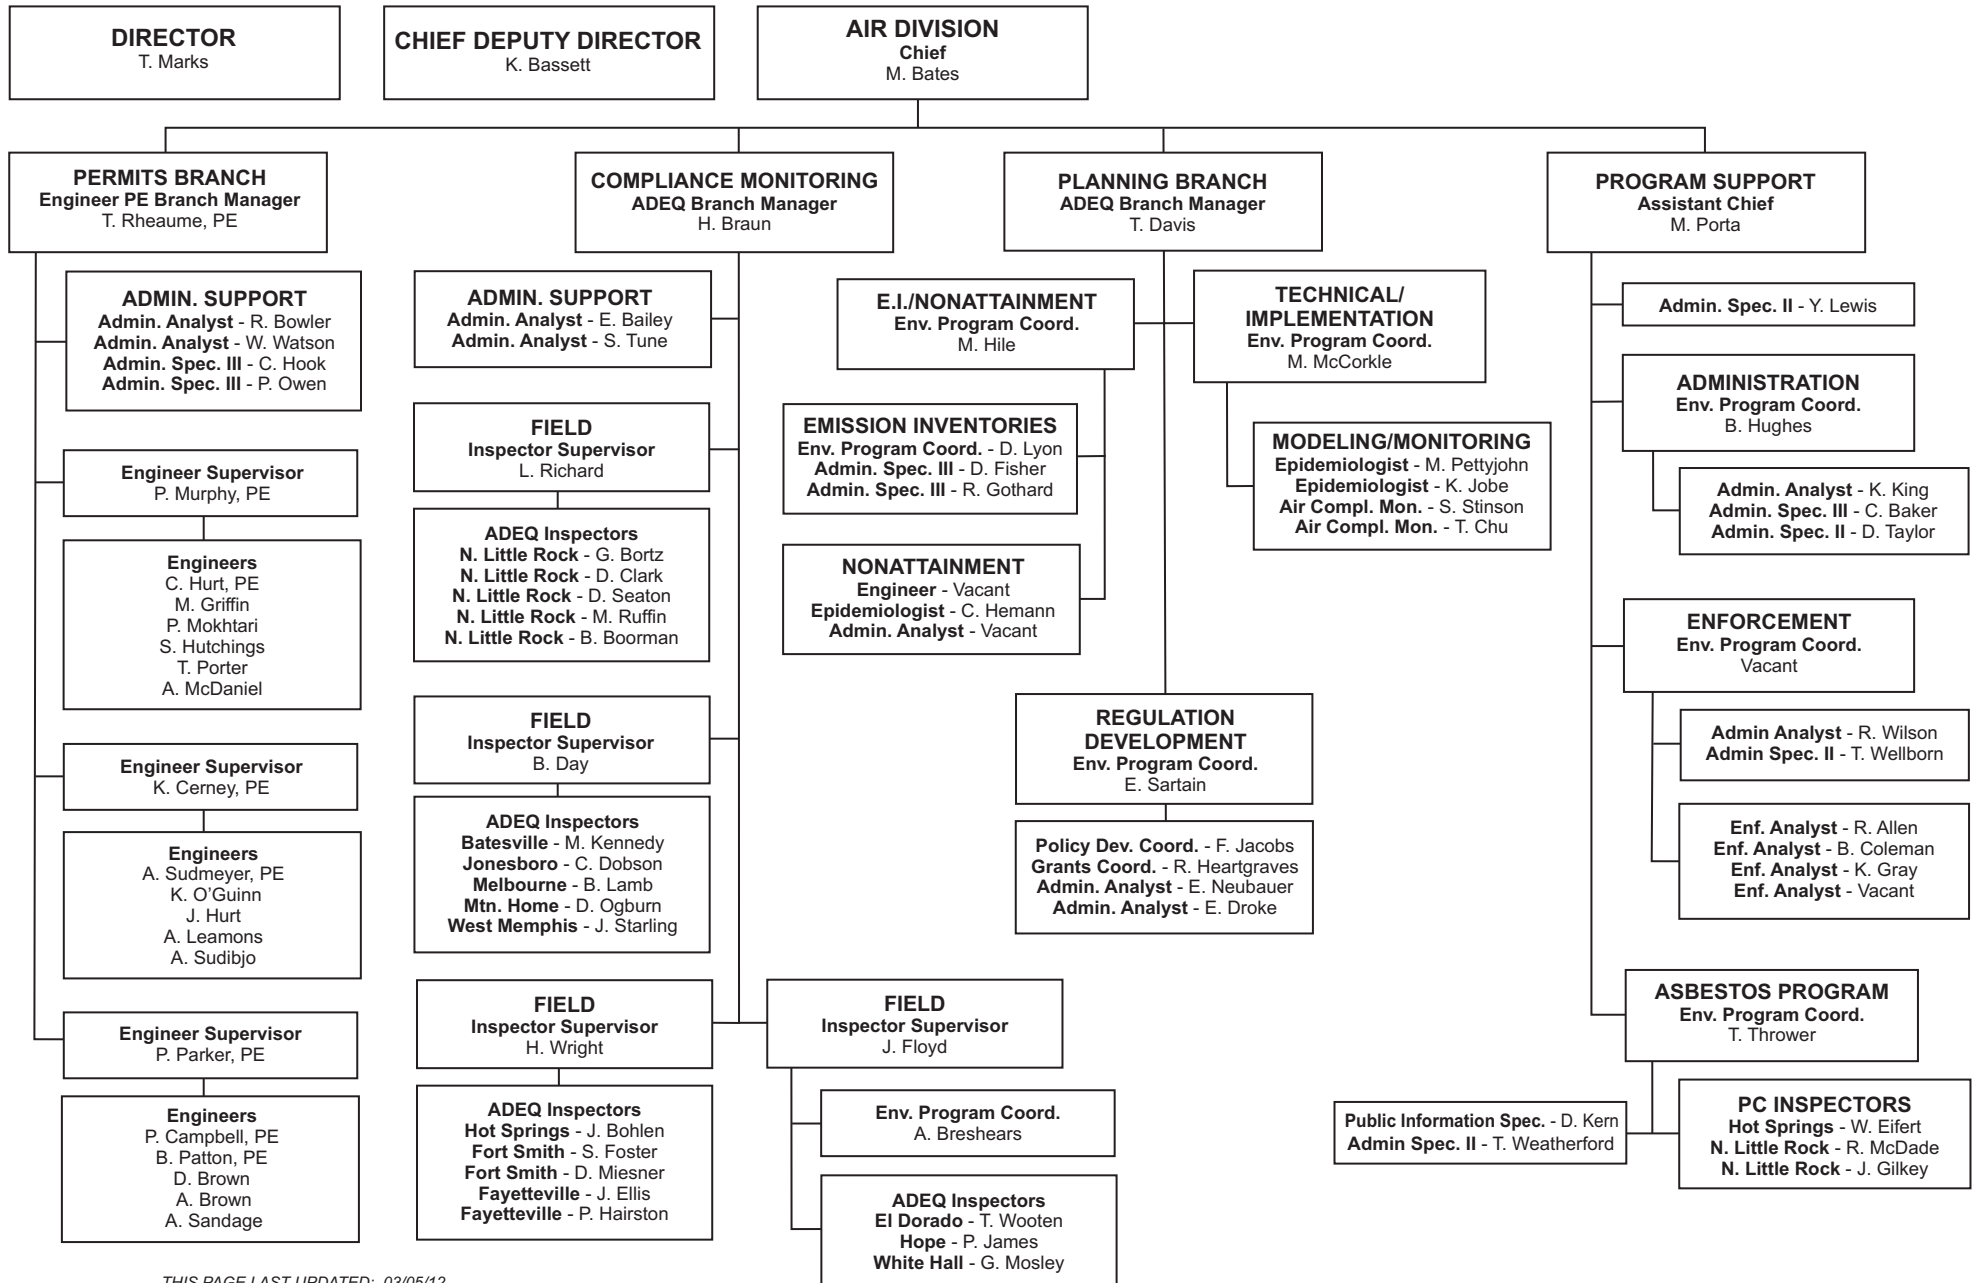 DIRECTOR
T. Marks
CHIEF DEPUTY DIRECTOR
K. Bassett
AIR DIVISION
Chief
M. Bates
PERMITS BRANCH
Engineer PE Branch Manager
T. Rheaume, PE
ADMIN. SUPPORT
Admin. Analyst - R. Bowler
Admin. Analyst - W. Watson
Admin. Spec. III - C. Hook
Admin. Spec. III - P. Owen
Engineer Supervisor
P. Murphy, PE
Engineers
C. Hurt, PE
M. Griffin
P. Mokhtari
S. Hutchings
T. Porter
A. McDaniel
Engineer Supervisor
K. Cerney, PE
Engineers
A. Sudmeyer, PE
K. O'Guinn
J. Hurt
A. Leamons
A. Sudibjo
Engineer Supervisor
P. Parker, PE
Engineers
P. Campbell, PE
B. Patton, PE
D. Brown
A. Brown
A. Sandage
COMPLIANCE MONITORING
ADEQ Branch Manager
H. Braun
ADMIN. SUPPORT
Admin. Analyst - E. Bailey
Admin. Analyst - S. Tune
FIELD
Inspector Supervisor
L. Richard
ADEQ Inspectors
N. Little Rock - G. Bortz
N. Little Rock - D. Clark
N. Little Rock - D. Seaton
N. Little Rock - M. Ruffin
N. Little Rock - B. Boorman
FIELD
Inspector Supervisor
B. Day
ADEQ Inspectors
Batesville - M. Kennedy
Jonesboro - C. Dobson
Melbourne - B. Lamb
Mtn. Home - D. Ogburn
West Memphis - J. Starling
FIELD
Inspector Supervisor
H. Wright
ADEQ Inspectors
Hot Springs - J. Bohlen
Fort Smith - S. Foster
Fort Smith - D. Miesner
Fayetteville - J. Ellis
Fayetteville - P. Hairston
FIELD
Inspector Supervisor
J. Floyd
Env. Program Coord.
A. Breshears
ADEQ Inspectors
El Dorado - T. Wooten
Hope - P. James
White Hall - G. Mosley
PLANNING BRANCH
ADEQ Branch Manager
T. Davis
E.I./NONATTAINMENT
Env. Program Coord.
M. Hile
EMISSION INVENTORIES
Env. Program Coord. - D. Lyon
Admin. Spec. III - D. Fisher
Admin. Spec. III - R. Gothard
NONATTAINMENT
Engineer - Vacant
Epidemiologist - C. Hemann
Admin. Analyst - Vacant
TECHNICAL/
IMPLEMENTATION
Env. Program Coord.
M. McCorkle
MODELING/MONITORING
Epidemiologist - M. Pettyjohn
Epidemiologist - K. Jobe
Air Compl. Mon. - S. Stinson
Air Compl. Mon. - T. Chu
REGULATION
DEVELOPMENT
Env. Program Coord.
E. Sartain
Policy Dev. Coord. - F. Jacobs
Grants Coord. - R. Heartgraves
Admin. Analyst - E. Neubauer
Admin. Analyst - E. Droke
PROGRAM SUPPORT
Assistant Chief
M. Porta
Admin. Spec. II - Y. Lewis
ADMINISTRATION
Env. Program Coord.
B. Hughes
Admin. Analyst - K. King
Admin. Spec. III - C. Baker
Admin. Spec. II - D. Taylor
ENFORCEMENT
Env. Program Coord.
Vacant
Admin Analyst - R. Wilson
Admin Spec. II - T. Wellborn
Enf. Analyst - R. Allen
Enf. Analyst - B. Coleman
Enf. Analyst - K. Gray
Enf. Analyst - Vacant
ASBESTOS PROGRAM
Env. Program Coord.
T. Thrower
Public Information Spec. - D. Kern
Admin Spec. II - T. Weatherford
PC INSPECTORS
Hot Springs - W. Eifert
N. Little Rock - R. McDade
N. Little Rock - J. Gilkey
THIS PAGE LAST UPDATED: 03/05/12